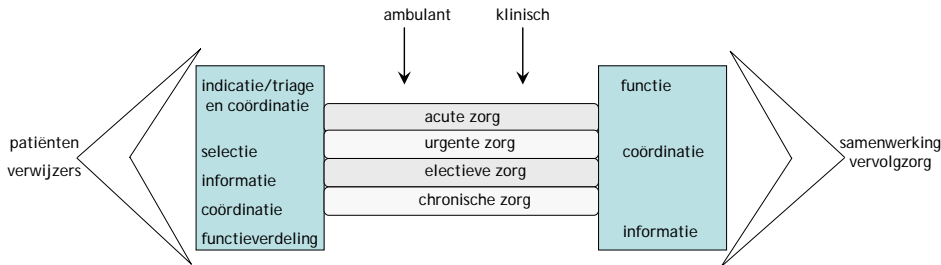 ambulant
klinisch
patiënten
verwijzers
indicatie/triage
en coördinatie
selectie
informatie
coördinatie
functieverdeling
acute zorg
urgente zorg
electieve zorg
chronische zorg
functie
coördinatie
informatie
samenwerking
vervolgzorg